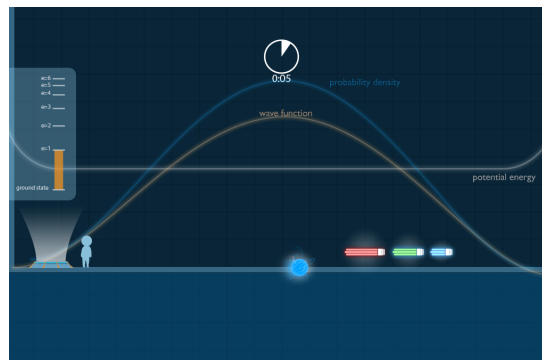 0:05
probability density
e=6
e=5
e=4
e=3
wave function
e=2
e=1
potential energy
ground state